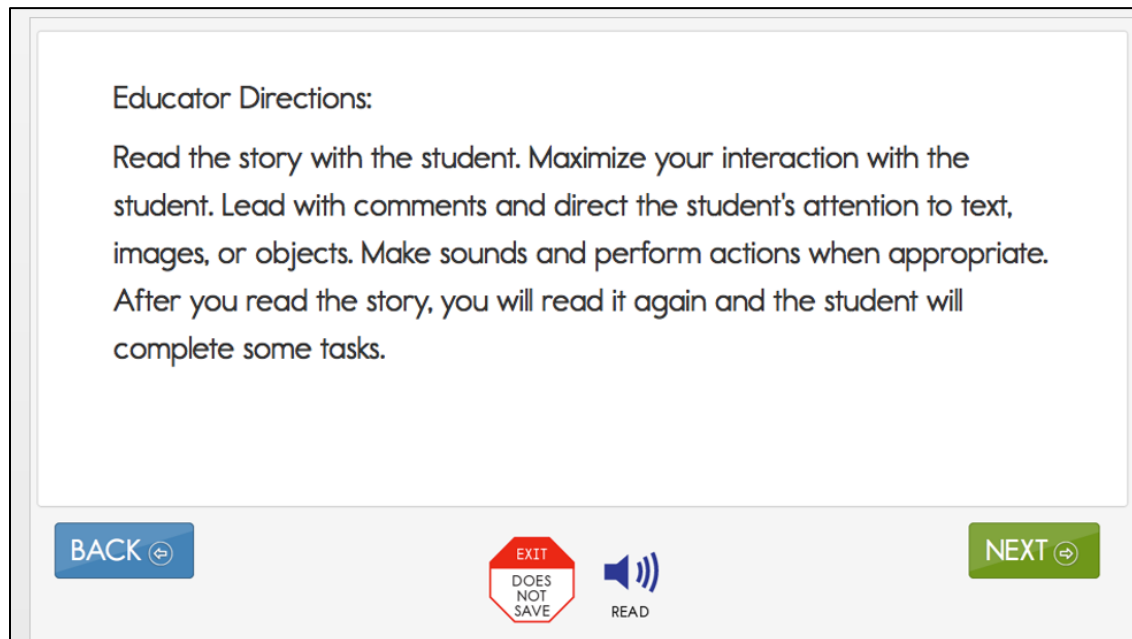 Educator Directions:
Read the story with the student. Maximize your interaction with the
student. Lead with comments and direct the student's attention to text,
images, or objects. Make sounds and perform actions when appropriate.
After you read the story, you will read it again and the student will
complete some tasks.
BACK
EXIT
DOES
NOT
SAVE
READ
NEXT